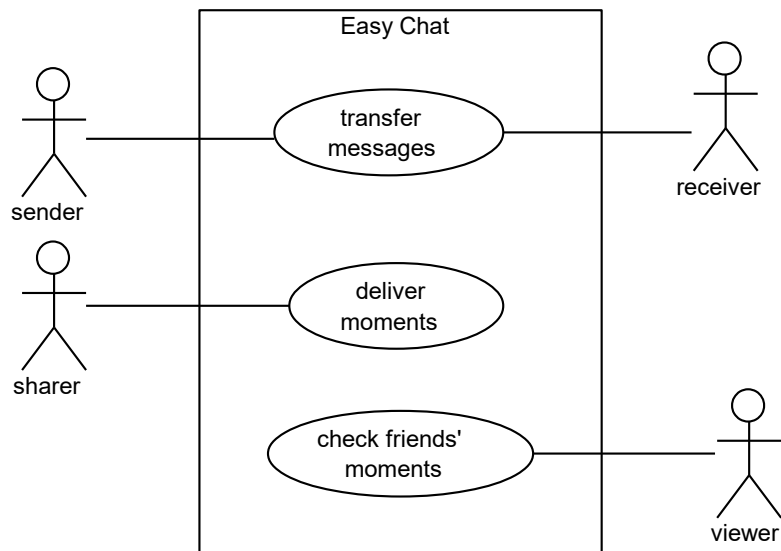 Easy Chat
transfer
messages
sender
receiver
deliver
moments
sharer
check friends'
moments
viewer